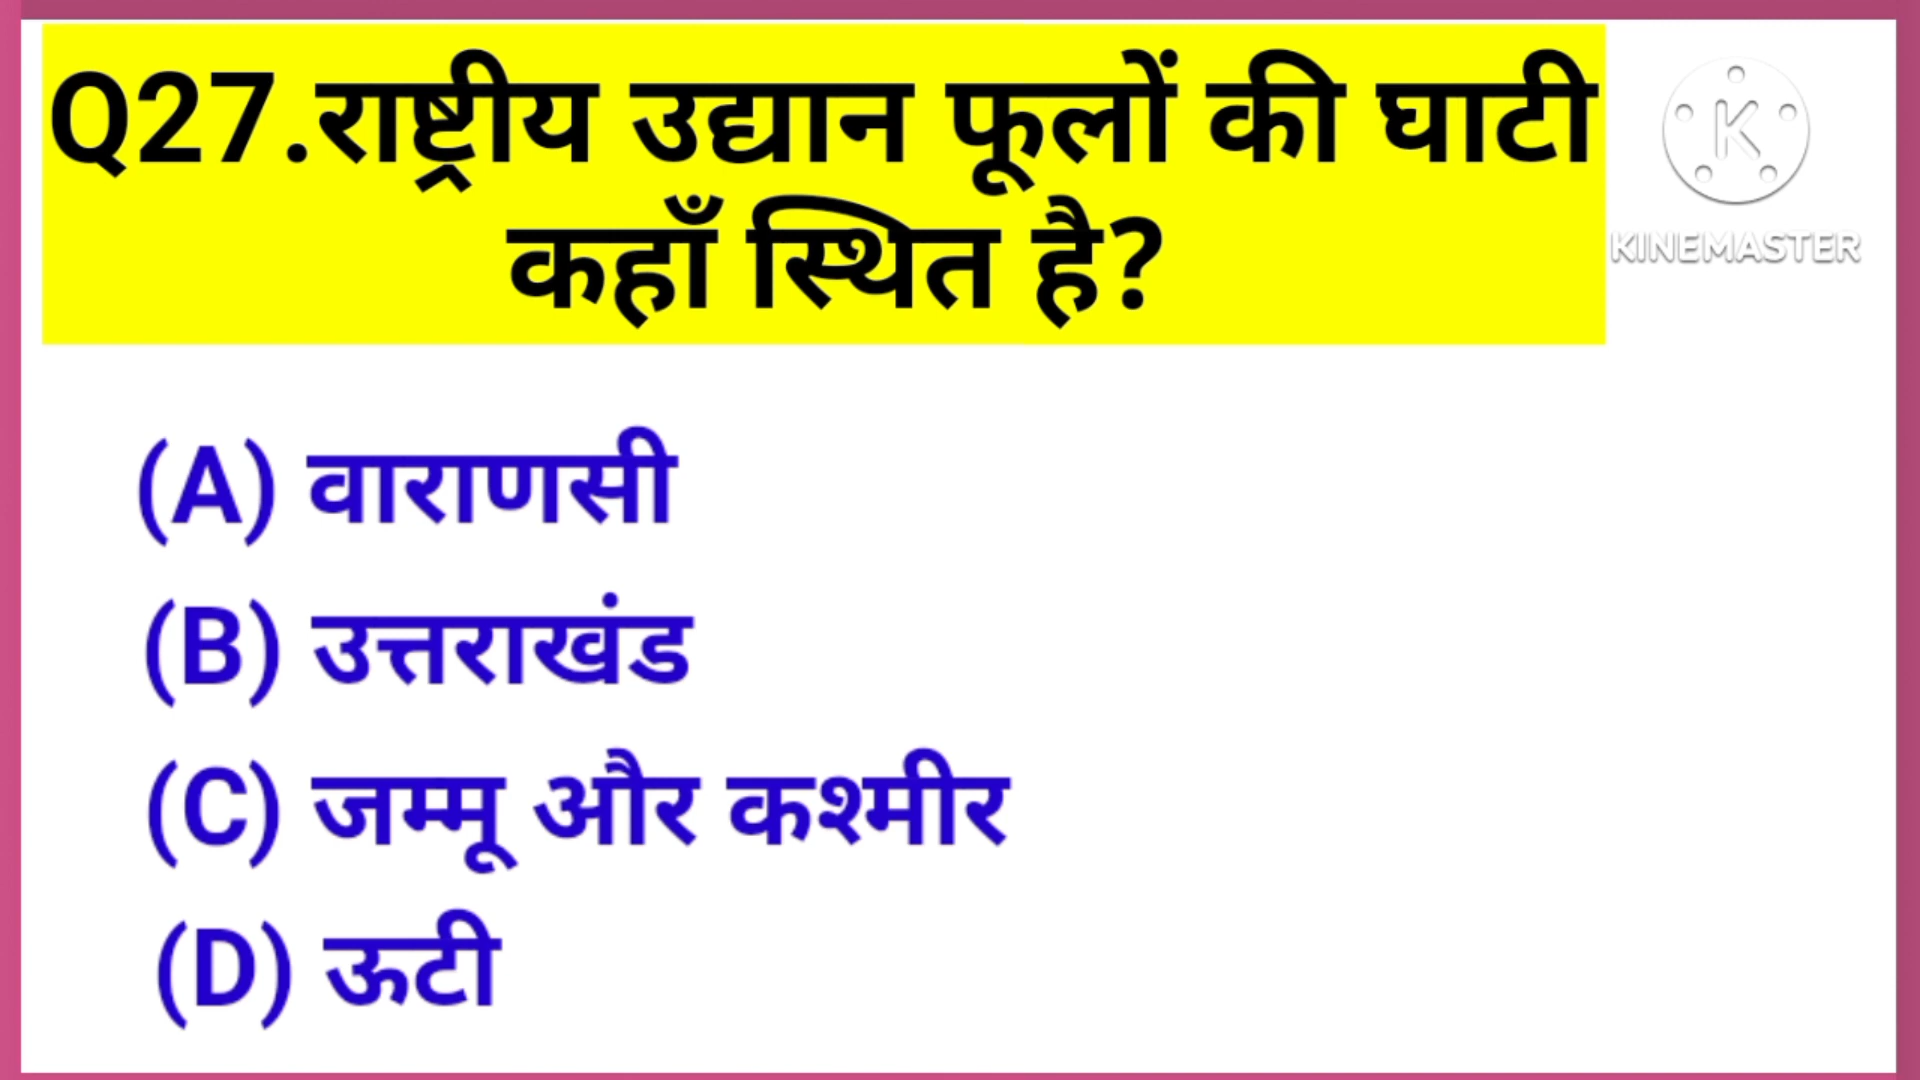 Q27.राष्ट्रीय उद्यान फूलों की घाटी
कहाँ स्थित है?
K
KINEMASTER
(A) वाराणसी
(B) उत्तराखंड
(C) जम्मू और कश्मीर
(D) ऊटी